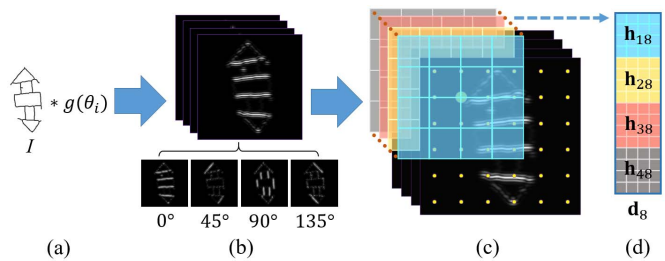 * g(θᵢ)
I
0° 45° 90° 135°
h₁₈
h₂₈
h₃₈
h₄₈
d₈
(a) (b) (c) (d)